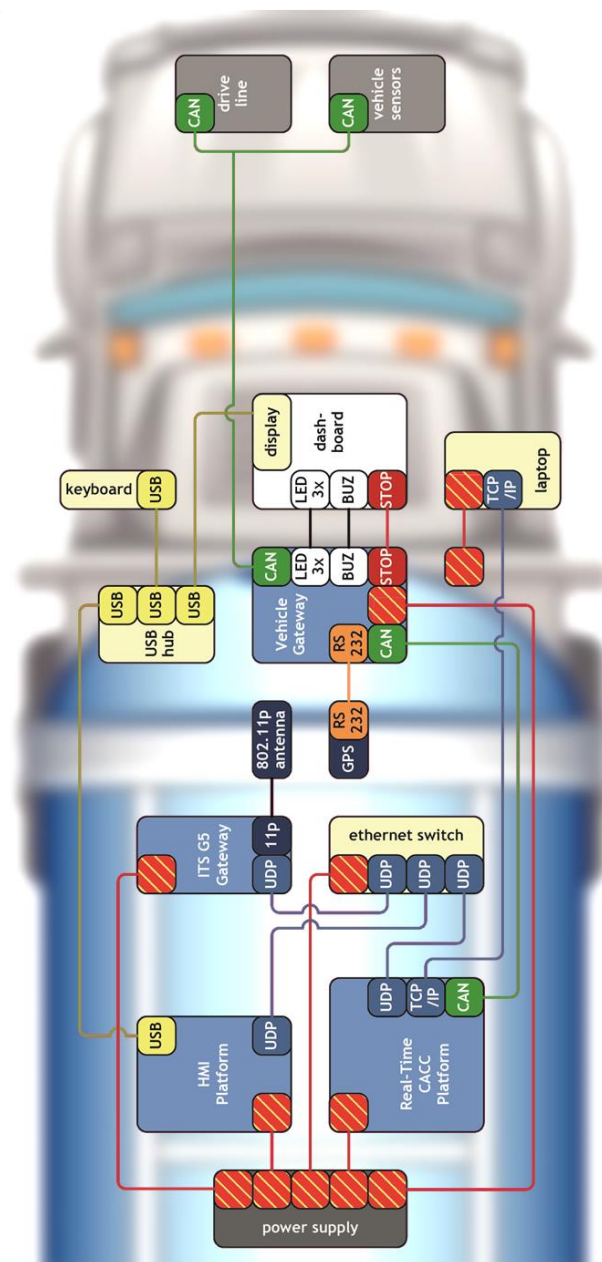 CAN
drive
line
CAN
vehicle
sensors
display
dash-
board
LED
3x
BUZ
STOP
keyboard
USB
TCP
/IP
laptop
USB
USB
USB
USB
hub
CAN
LED
3x
BUZ
STOP
Vehicle
Gateway
RS
232
CAN
802.11p
antenna
RS
232
GPS
ITS G5
Gateway
11p
UDP
ethernet switch
UDP
UDP
UDP
USB
UDP
HMI
Platform
UDP
TCP
/IP
CAN
Real-Time
CACC
Platform
power supply